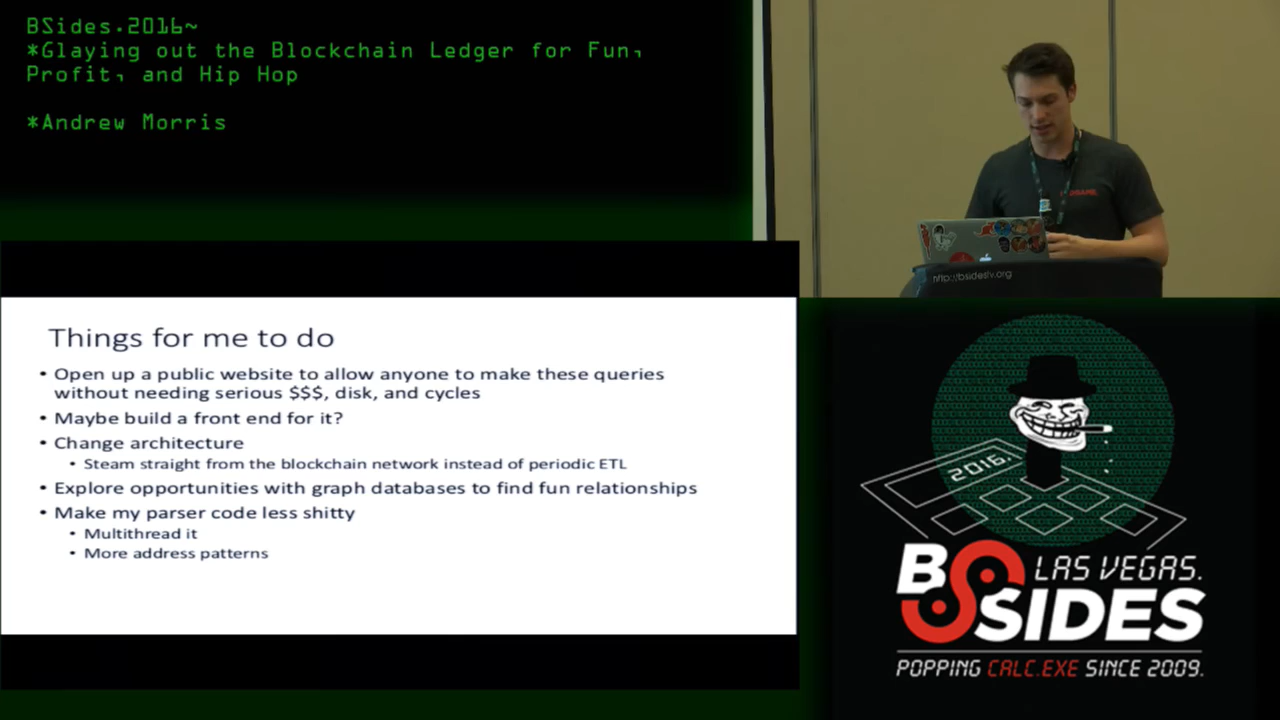 BSides.2016~
*Glaying out the Blockchain Ledger for Fun,
Profit, and Hip Hop
*Andrew Morris
http://bsideslv.org
Things for me to do
• Open up a public website to allow anyone to make these queries
without needing serious $$$, disk, and cycles
• Maybe build a front end for it?
• Change architecture
• Steam straight from the blockchain network instead of periodic ETL
• Explore opportunities with graph databases to find fun relationships
• Make my parser code less shitty
• Multithread it
• More address patterns
2016.
BSIDES
LAS VEGAS.
POPPING CALC.EXE SINCE 2009.